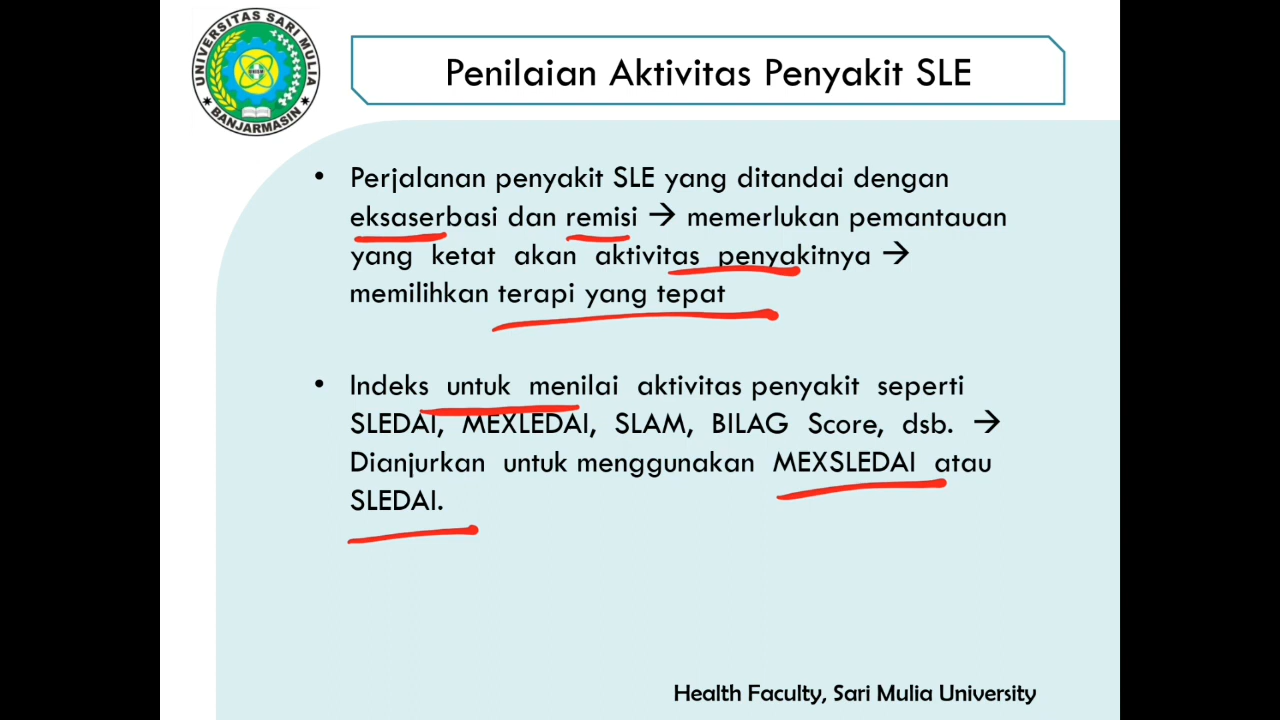 UNIVERSITAS SARI MULIA
BANJARMASIN
Penilaian Aktivitas Penyakit SLE
• Perjalanan penyakit SLE yang ditandai dengan
eksaserbasi dan remisi → memerlukan pemantauan
yang ketat akan aktivitas penyakitnya →
memilihkan terapi yang tepat
• Indeks untuk menilai aktivitas penyakit seperti
SLEDAI, MEXLEDAI, SLAM, BILAG Score, dsb. →
Dianjurkan untuk menggunakan MEXSLEDAI atau
SLEDAI.
Health Faculty, Sari Mulia University